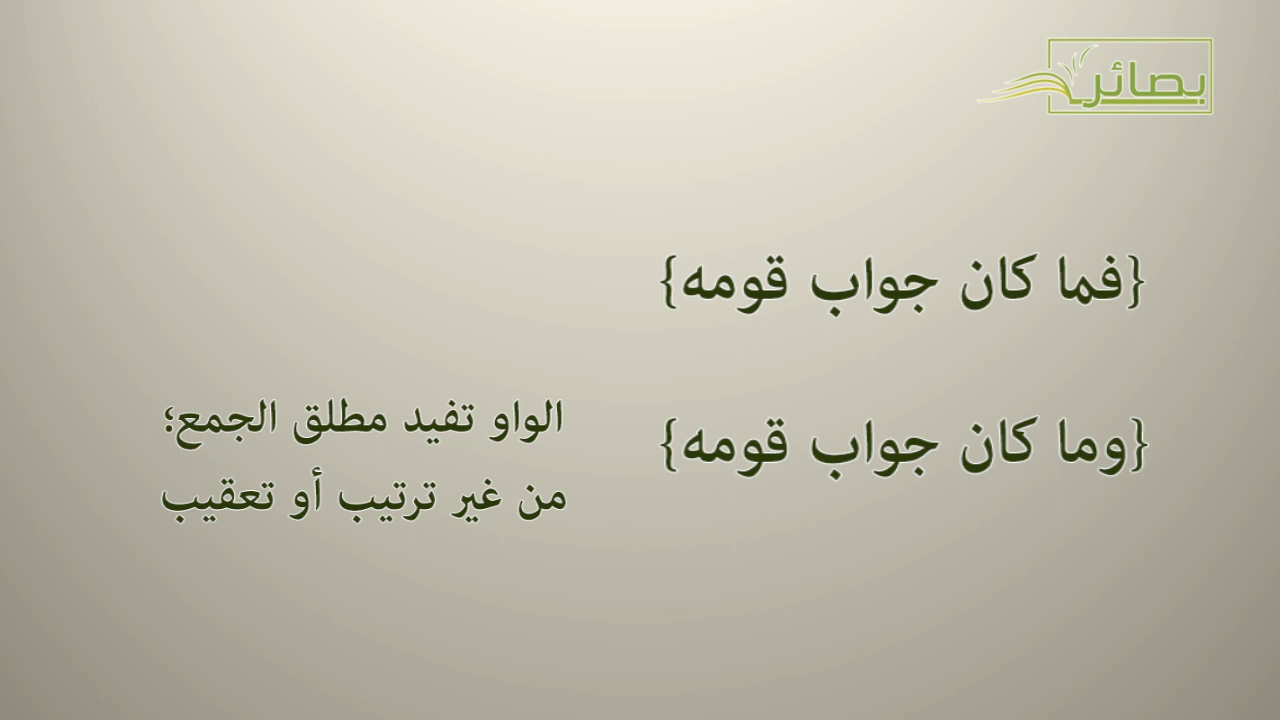 بصائر
{فما كان جواب قومه}
{وما كان جواب قومه}
الواو تفيد مطلق الجمع؛
من غير ترتيب أو تعقيب